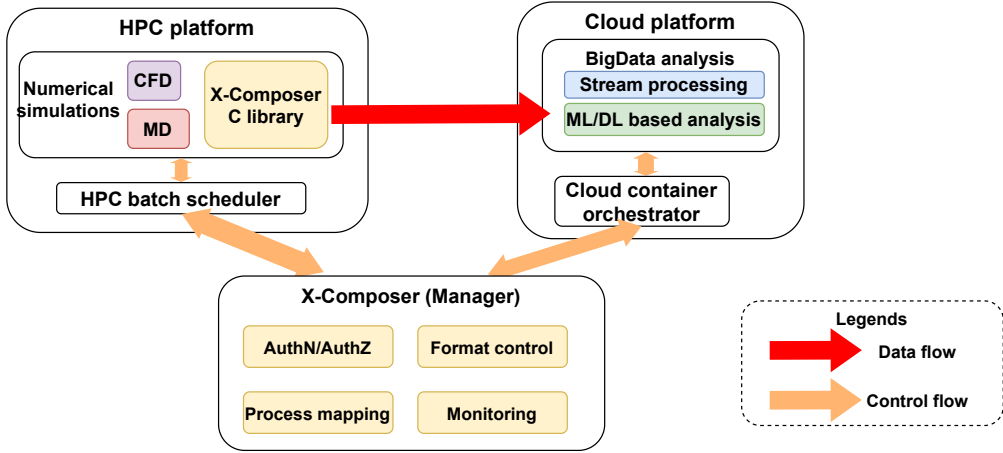 HPC platform
Numerical
simulations
CFD
MD
X-Composer
C library
HPC batch scheduler
Cloud platform
BigData analysis
Stream processing
ML/DL based analysis
Cloud container
orchestrator
X-Composer (Manager)
AuthN/AuthZ
Format control
Process mapping
Monitoring
Legends
Data flow
Control flow